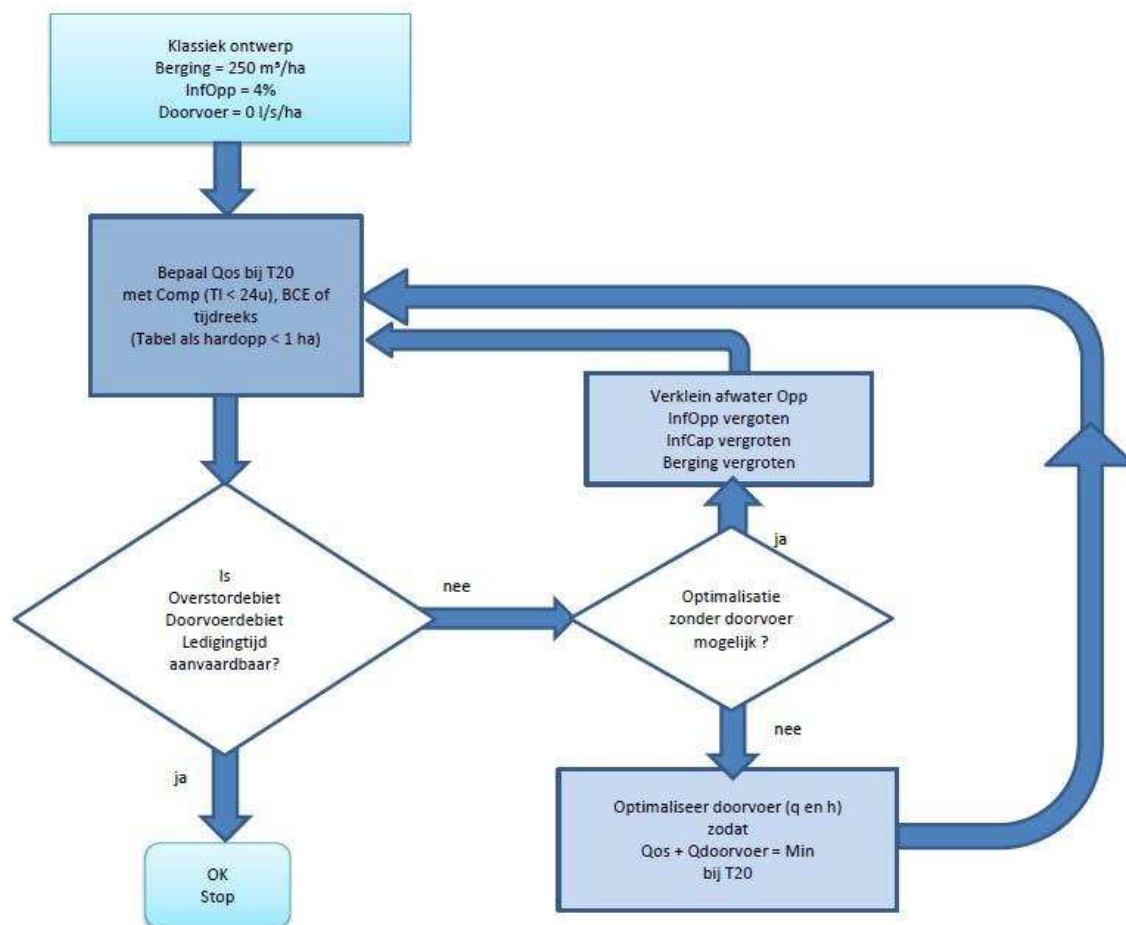 Klassiek ontwerp
Berging = 250 m³/ha
InfOpp = 4%
Doorvoer = 0 l/s/ha
Bepaal Qos bij T20
met Comp (Tl < 24u), BCE of
tijdreeks
(Tabel als hardopp < 1 ha)
Verklein afwater Opp
InfOpp vergoten
InfCap vergroten
Berging vergroten
ja
Is
Overstordebiet
Doorvoerdebiet
Ledigingtijd
aanvaardbaar?
nee
Optimalisatie
zonder doorvoer
mogelijk ?
nee
ja
Optimaliseer doorvoer (q en h)
zodat
Qos + Qdoorvoer = Min
bij T20
OK
Stop